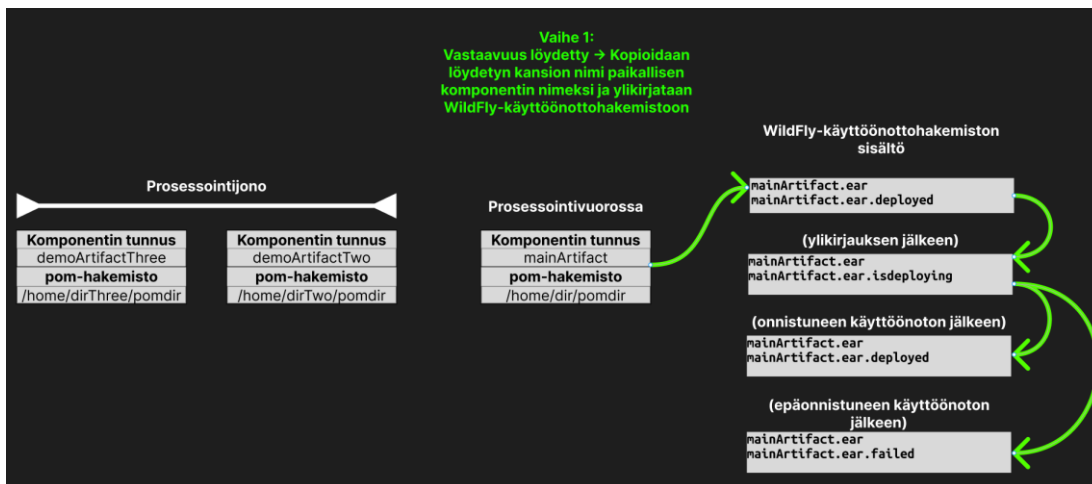 Vaihe 1:
Vastaavuus löydetty → Kopioidaan
löydetyn kansion nimi paikallisen
komponentin nimeksi ja ylikirjataan
WildFly-käyttöönottohakemistoon
Prosessointijono
Komponentin tunnus
demoArtifactThree
pom-hakemisto
/home/dirThree/pomdir
Komponentin tunnus
demoArtifactTwo
pom-hakemisto
/home/dirTwo/pomdir
Prosessointivuorossa
Komponentin tunnus
mainArtifact
pom-hakemisto
/home/dir/pomdir
WildFly-käyttöönottohakemiston
sisältö
mainArtifact.ear
mainArtifact.ear.deployed
(ylikirjauksen jälkeen)
mainArtifact.ear
mainArtifact.ear.isdeploying
(onnistuneen käyttöönoton jälkeen)
mainArtifact.ear
mainArtifact.ear.deployed
(epäonnistuneen käyttöönoton
jälkeen)
mainArtifact.ear
mainArtifact.ear.failed